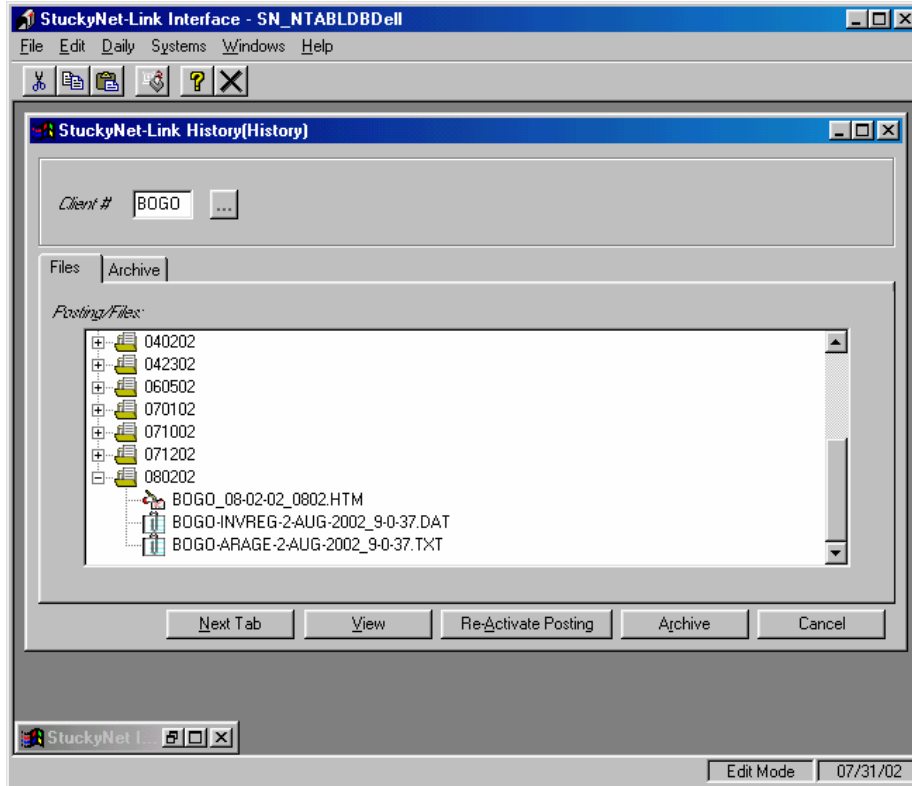 StuckyNet-Link Interface - SN_NTABLDBDell
File Edit Daily Systems Windows Help
StuckyNet-Link History(History)
Client # BOGO ...
Files Archive
Posting/Files:
040202
042302
060502
070102
071002
071202
080202
BOGO_08-02-02_0802.HTM
BOGO-INVREG-2-AUG-2002_9-0-37.DAT
BOGO-ARAGE-2-AUG-2002_9-0-37.TXT
Next Tab View Re-Activate Posting Archive Cancel
StuckyNet I...
Edit Mode 07/31/02